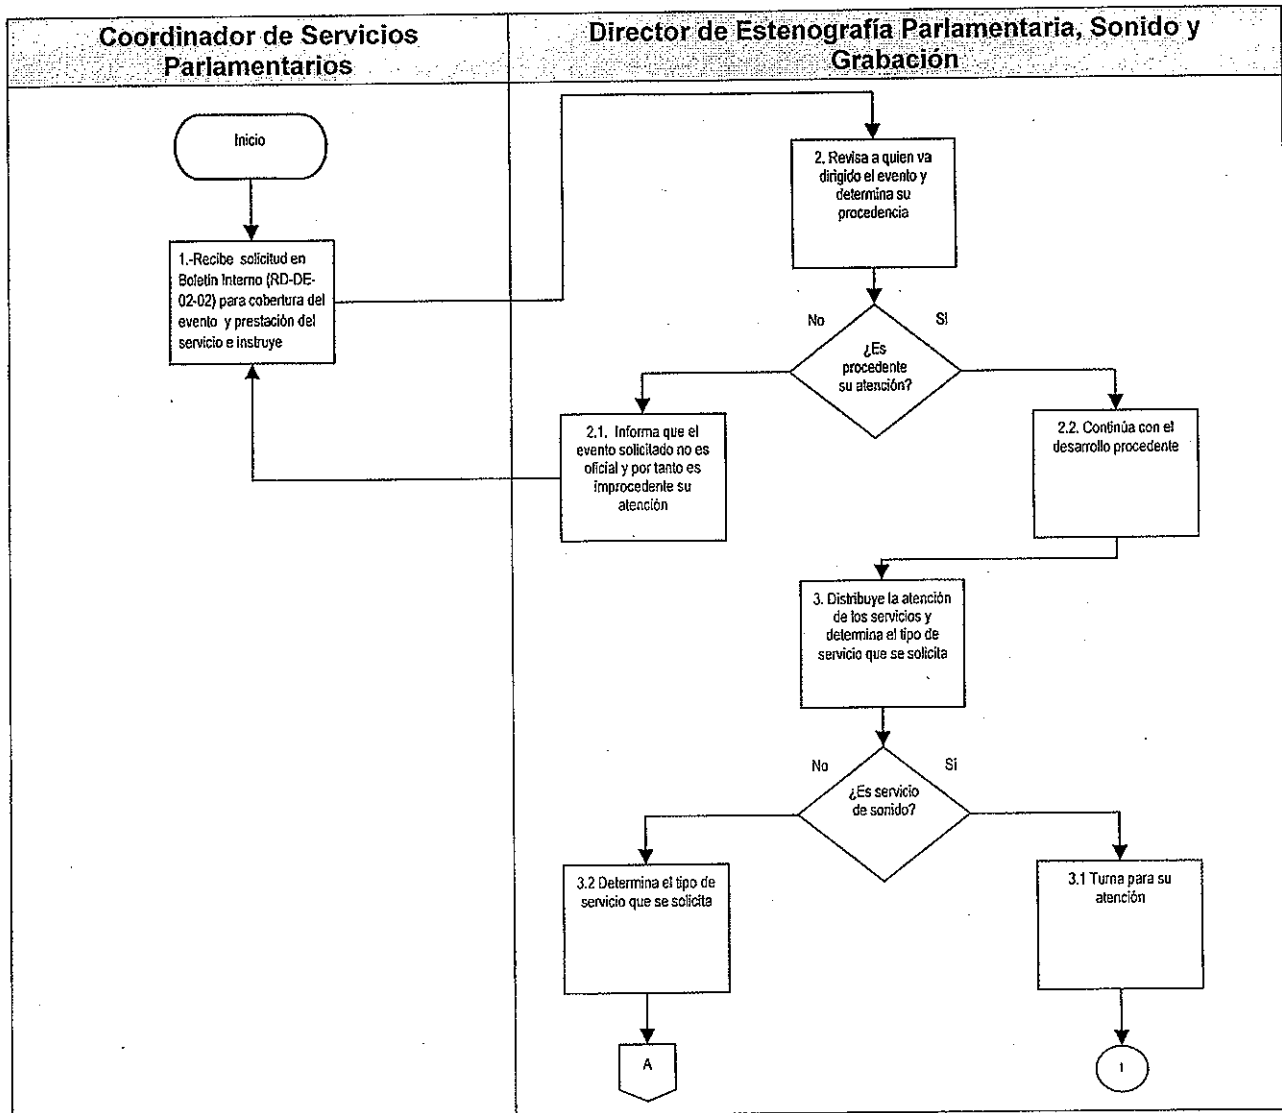 Coordinador de Servicios
Parlamentarios
Director de Estenografía Parlamentaria, Sonido y
Grabación
Inicio
1.-Recibe solicitud en
Boletín Interno (RD-DE-
02-02) para cobertura del
evento y prestación del
servicio e instruye
2. Revisa a quien va
dirigido el evento y
determina su
procedencia
No
Si
¿Es
procedente
su atención?
2.1. Informa que el
evento solicitado no es
oficial y por tanto es
improcedente su
atención
2.2. Continúa con el
desarrollo procedente
3. Distribuye la atención
de los servicios y
determina el tipo de
servicio que se solicita
No
Sí
¿Es servicio
de sonido?
3.2 Determina el tipo de
servicio que se solicita
3.1 Turna para su
atención
A
1